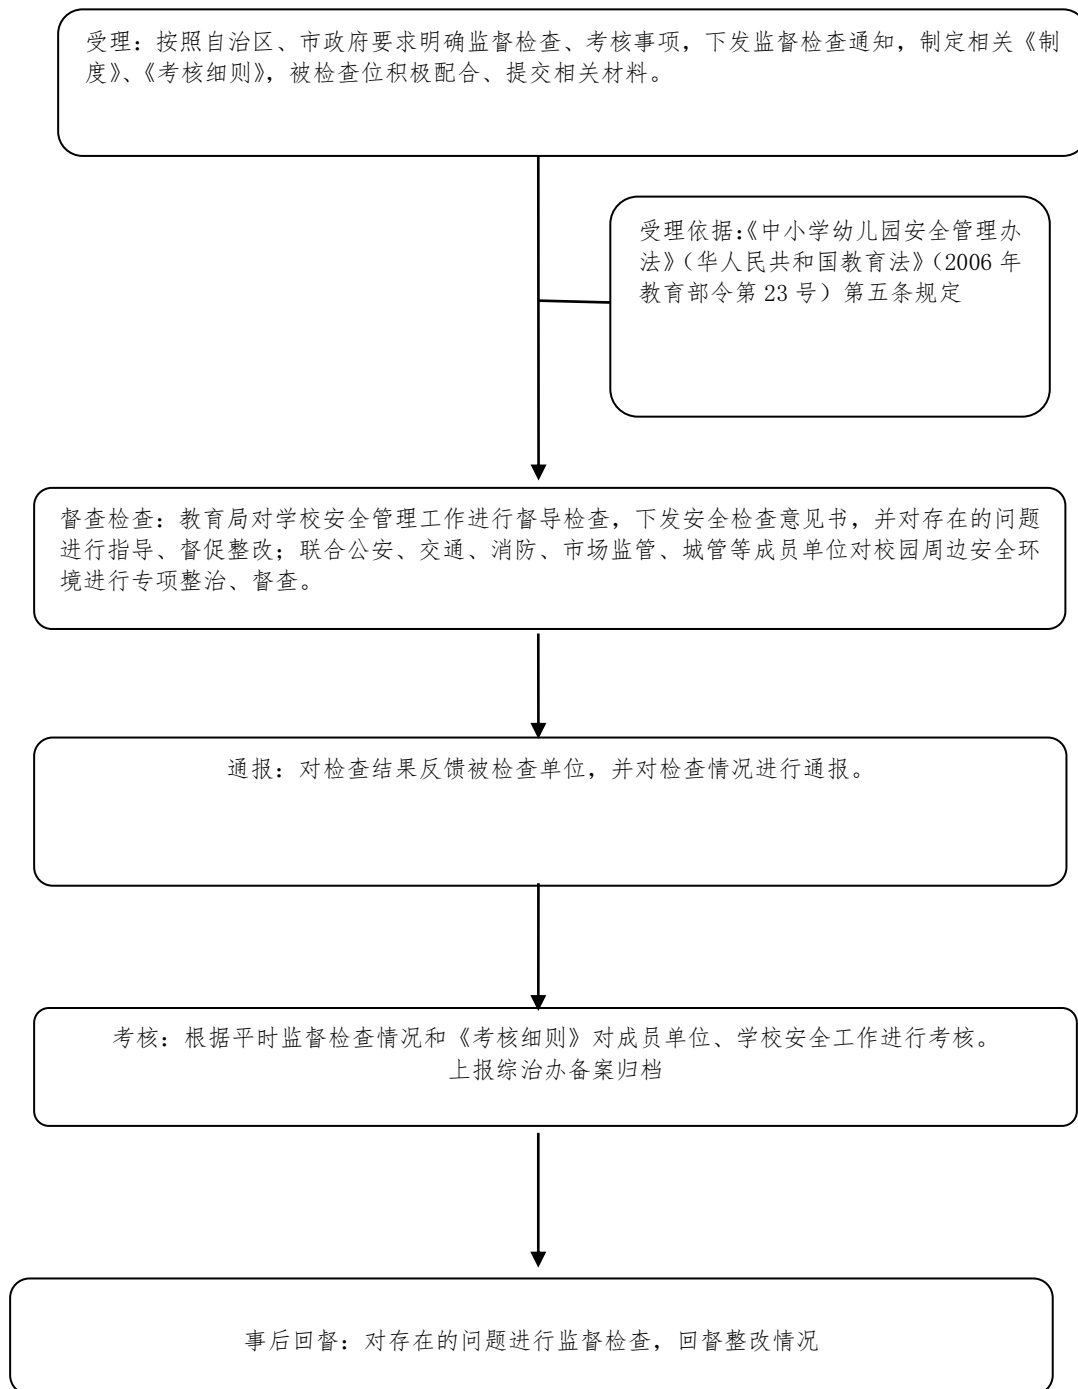 受理：按照自治区、市政府要求明确监督检查、考核事项，下发监督检查通知，制定相关《制
度》、《考核细则》，被检查位积极配合、提交相关材料。
受理依据：《中小学幼儿园安全管理办
法》（华人民共和国教育法》（2006 年
教育部令第 23 号）第五条规定
督查检查：教育局对学校安全管理工作进行督导检查，下发安全检查意见书，并对存在的问题
进行指导、督促整改；联合公安、交通、消防、市场监管、城管等成员单位对校园周边安全环
境进行专项整治、督查。
通报：对检查结果反馈被检查单位，并对检查情况进行通报。
考核：根据平时监督检查情况和《考核细则》对成员单位、学校安全工作进行考核。
上报综治办备案归档
事后回督：对存在的问题进行监督检查，回督整改情况